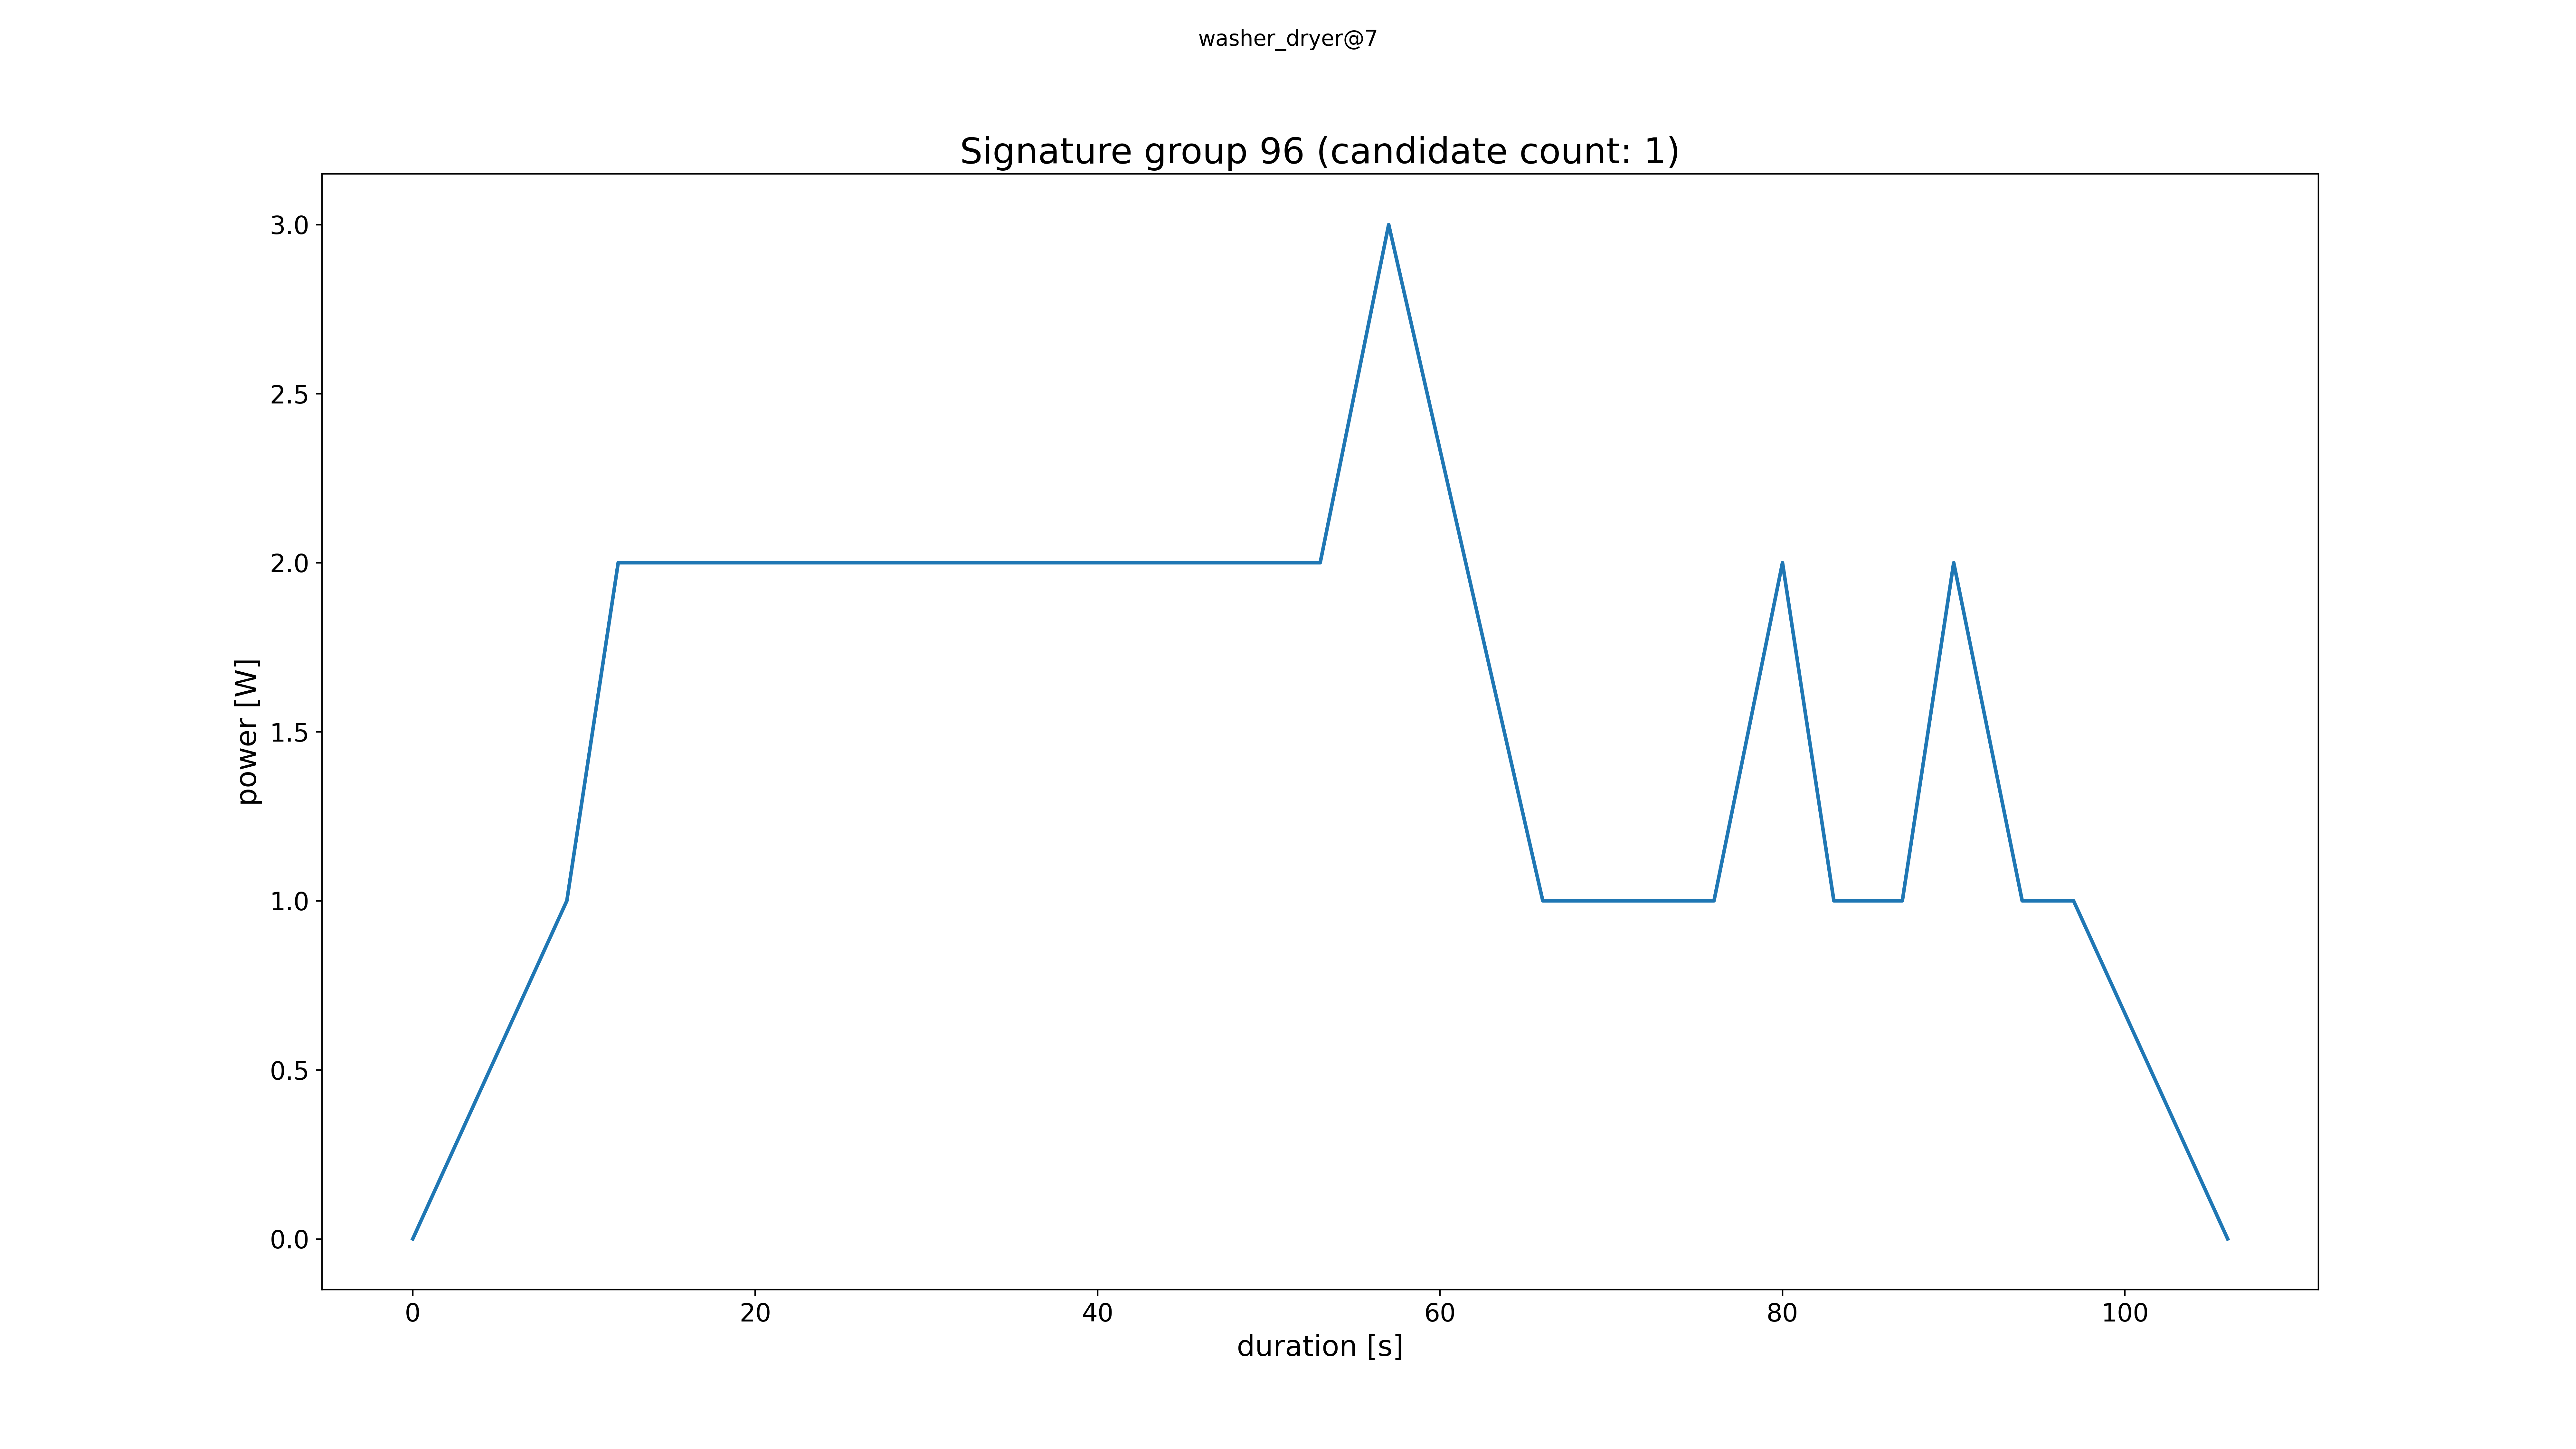 washer_dryer@7
Signature group 96 (candidate count: 1)
3.0
2.5
2.0
1.5
1.0
0.5
0.0
power [W]
0 20 40 60 80 100
duration [s]